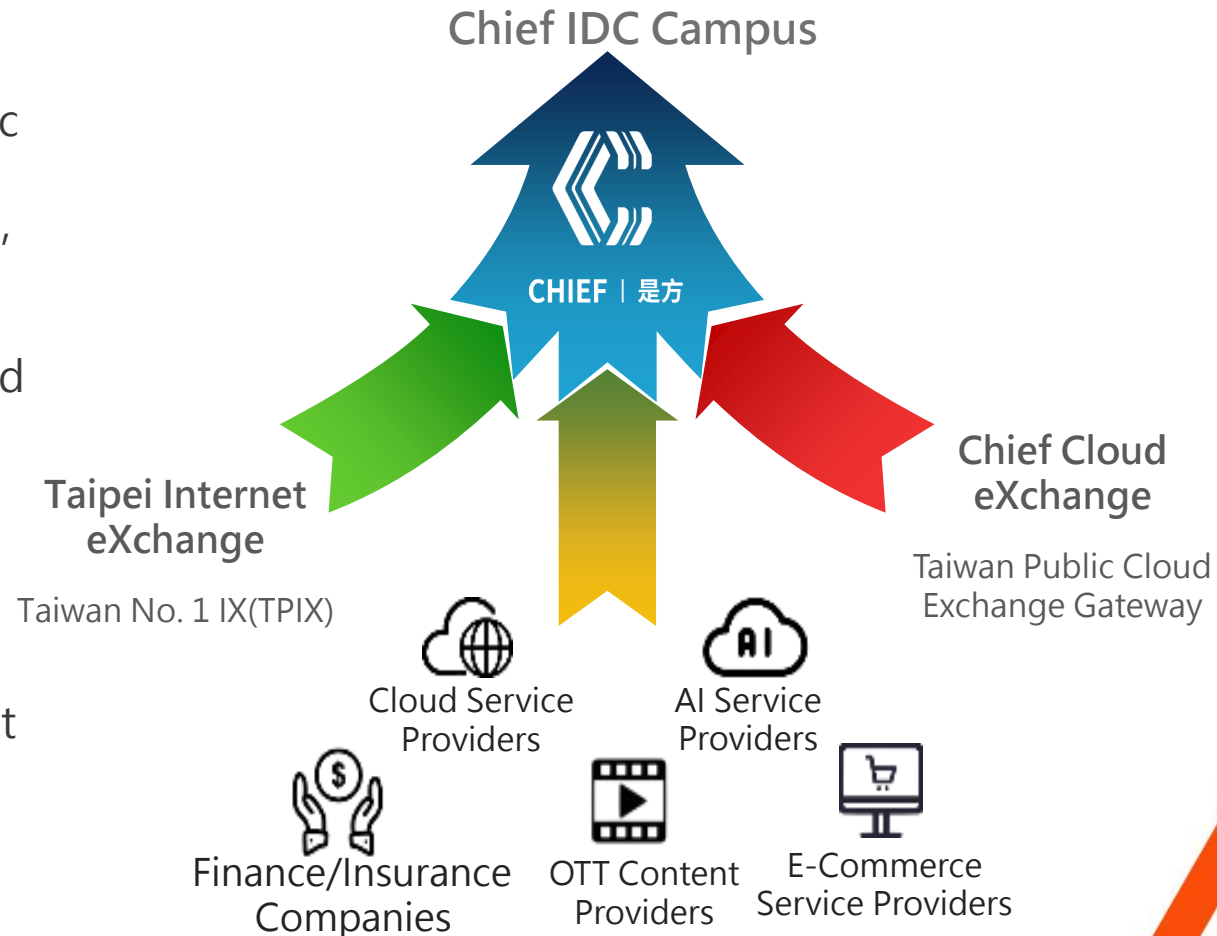 Chief IDC Campus
c
,
CHIEF | 是方
d
Taipei Internet
eXchange
Taiwan No. 1 IX(TPIX)
Chief Cloud
eXchange
Taiwan Public Cloud
Exchange Gateway
Cloud Service
Providers
AI
AI Service
Providers
t
$
Finance/Insurance
Companies
OTT Content
Providers
E-Commerce
Service Providers